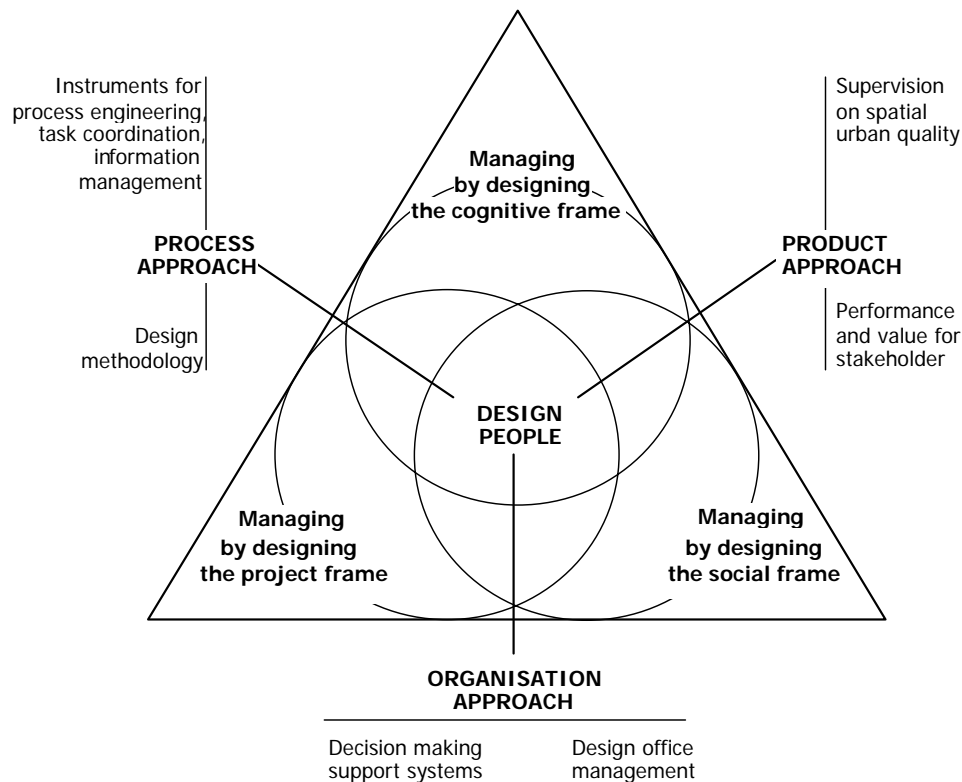 Instruments for
process engineering,
task coordination,
information
management
Supervision
on spatial
urban quality
Managing
by designing
the cognitive frame
PROCESS
APPROACH
PRODUCT
APPROACH
Design
methodology
Performance
and value for
stakeholder
DESIGN
PEOPLE
Managing
by designing
the project frame
Managing
by designing
the social frame
ORGANISATION
APPROACH
Decision making
support systems
Design office
management